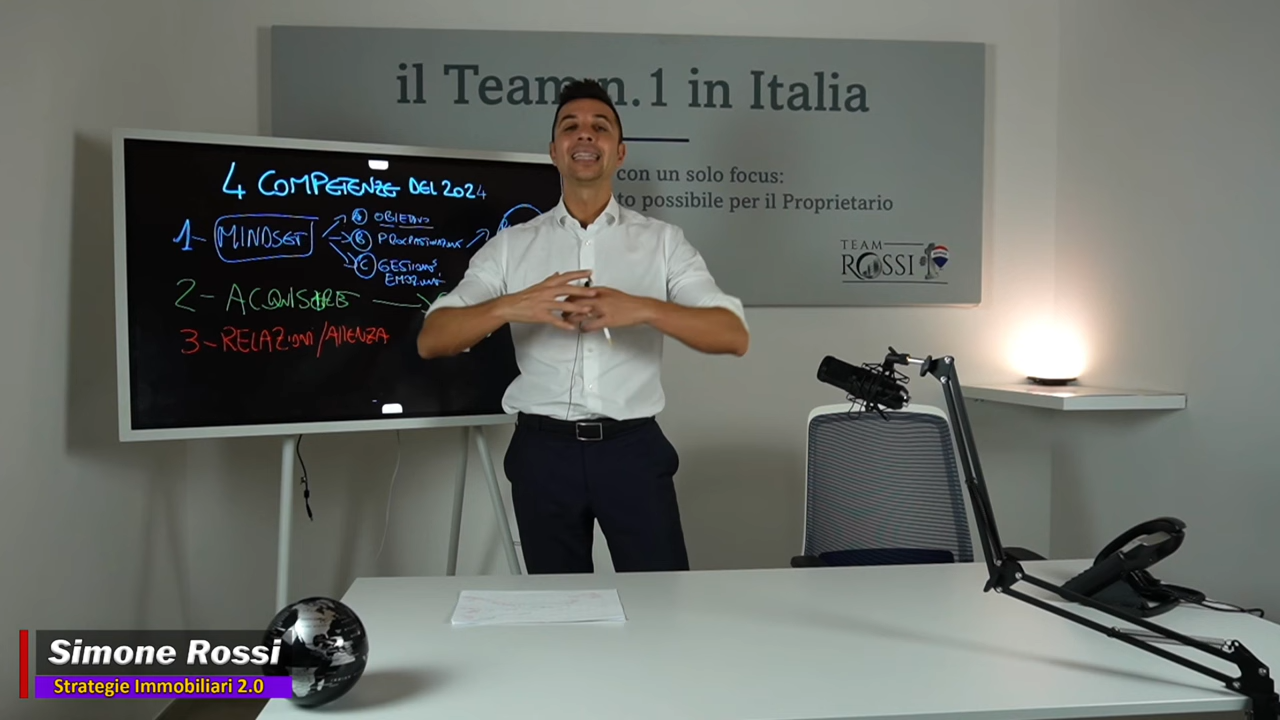 il Team n.1 in Italia
con un solo focus:
to possibile per il Proprietario
TEAM
ROSSI
4 COMPETENZE DEL 2024
1- MINDSET
A OBIETTIVO
B PROCRASTINAZIONE
C GESTIONE
EMOZIONI
2- ACQUISIRE
3- RELAZIONI/ALLENZA
Simone Rossi
Strategie Immobiliari 2.0